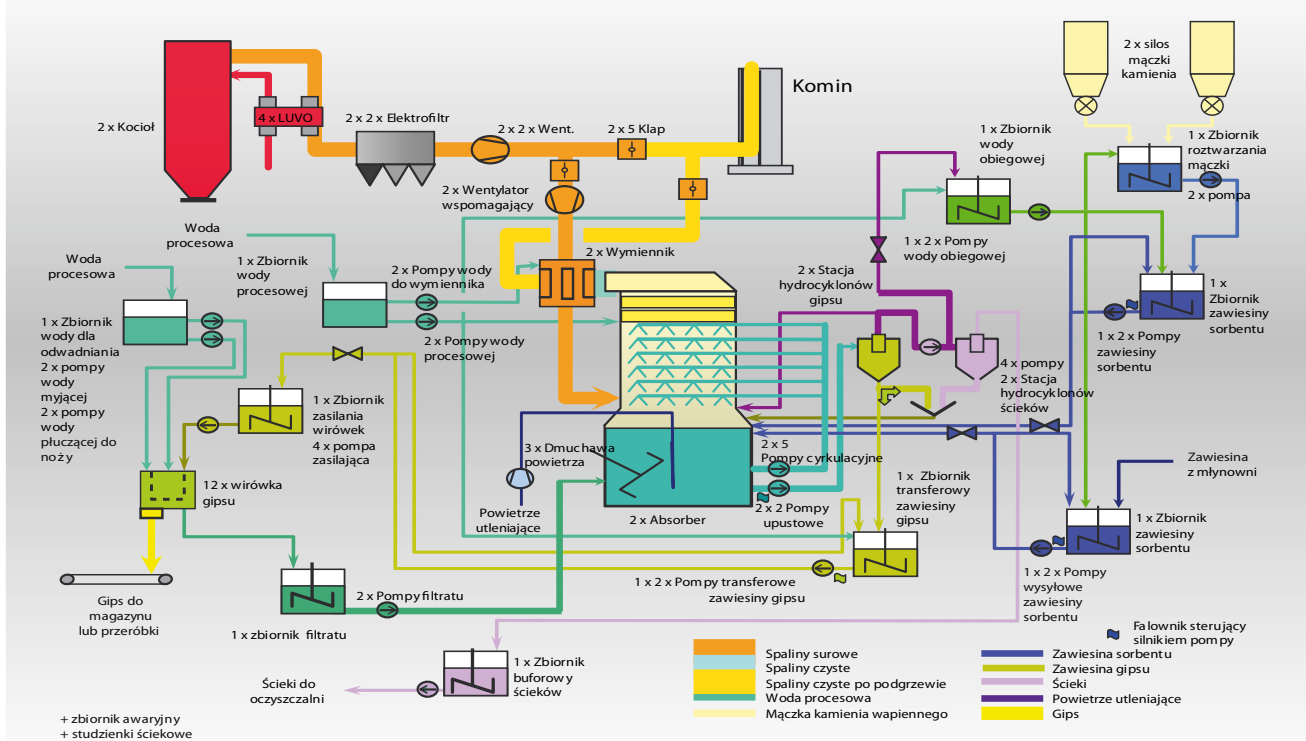 2 x Kocioł
4 x LUVO
2 x 2 x Elektrofiltr
2 x 2 x Went.
2 x 5 Klap
Komin
2 x silos
mączki
kamienia
1 x Zbiornik
wody
obiegowej
1 x Zbiornik
roztwarzania
mączki
2 x pompa
2 x Wentylator
wspomagający
Woda
procesowa
Woda
procesowa
1 x Zbiornik
wody
procesowej
2 x Pompy wody
do wymiennika
2 x Wymiennik
2 x Pompy wody
procesowej
1 x 2 x Pompy
wody obiegowej
2 x Stacja
hydrocyklonów
gipsu
1 x
Zbiornik
zawiesiny
sorbentu
1 x 2 x Pompy
zawiesiny
sorbentu
1 x Zbiornik
wody dla
odwadniania
2 x pompy
wody
myjącej
2 x pompy
wody
płuczącej do
noży
1 x Zbiornik
zasilania
wirówek
4 x pompa
zasilająca
4 x pompy
2 x Stacja
hydrocyklonów
ścieków
12 x wirówka
gipsu
3 x Dmuchawa
powietrza
Powietrze
utleniające
2 x Absorber
2 x 5
Pompy cyrkulacyjne
2 x 2 Pompy
upustowe
1 x Zbiornik
transferowy
zawiesiny
gipsu
Zawiesina
z młynowni
1 x Zbiornik
zawiesiny
sorbentu
1 x 2 x Pompy
wysyłowe
zawiesiny
sorbentu
1 x 2 x Pompy transferowe
zawiesiny gipsu
Gips do
magazynu
lub przeróbki
2 x Pompy filtratu
1 x zbiornik filtratu
Ścieki do
oczyszczalni
1 x Zbiornik
buforowy
ścieków
Falownik sterujący
silnikiem pompy
Spaliny surowe
Spaliny czyste
Spaliny czyste po podgrzewie
Woda procesowa
Mączka kamienia wapiennego
Zawiesina sorbentu
Zawiesina gipsu
Ścieki
Powietrze utleniające
Gips
+ zbiornik awaryjny
+ studzienki ściekowe